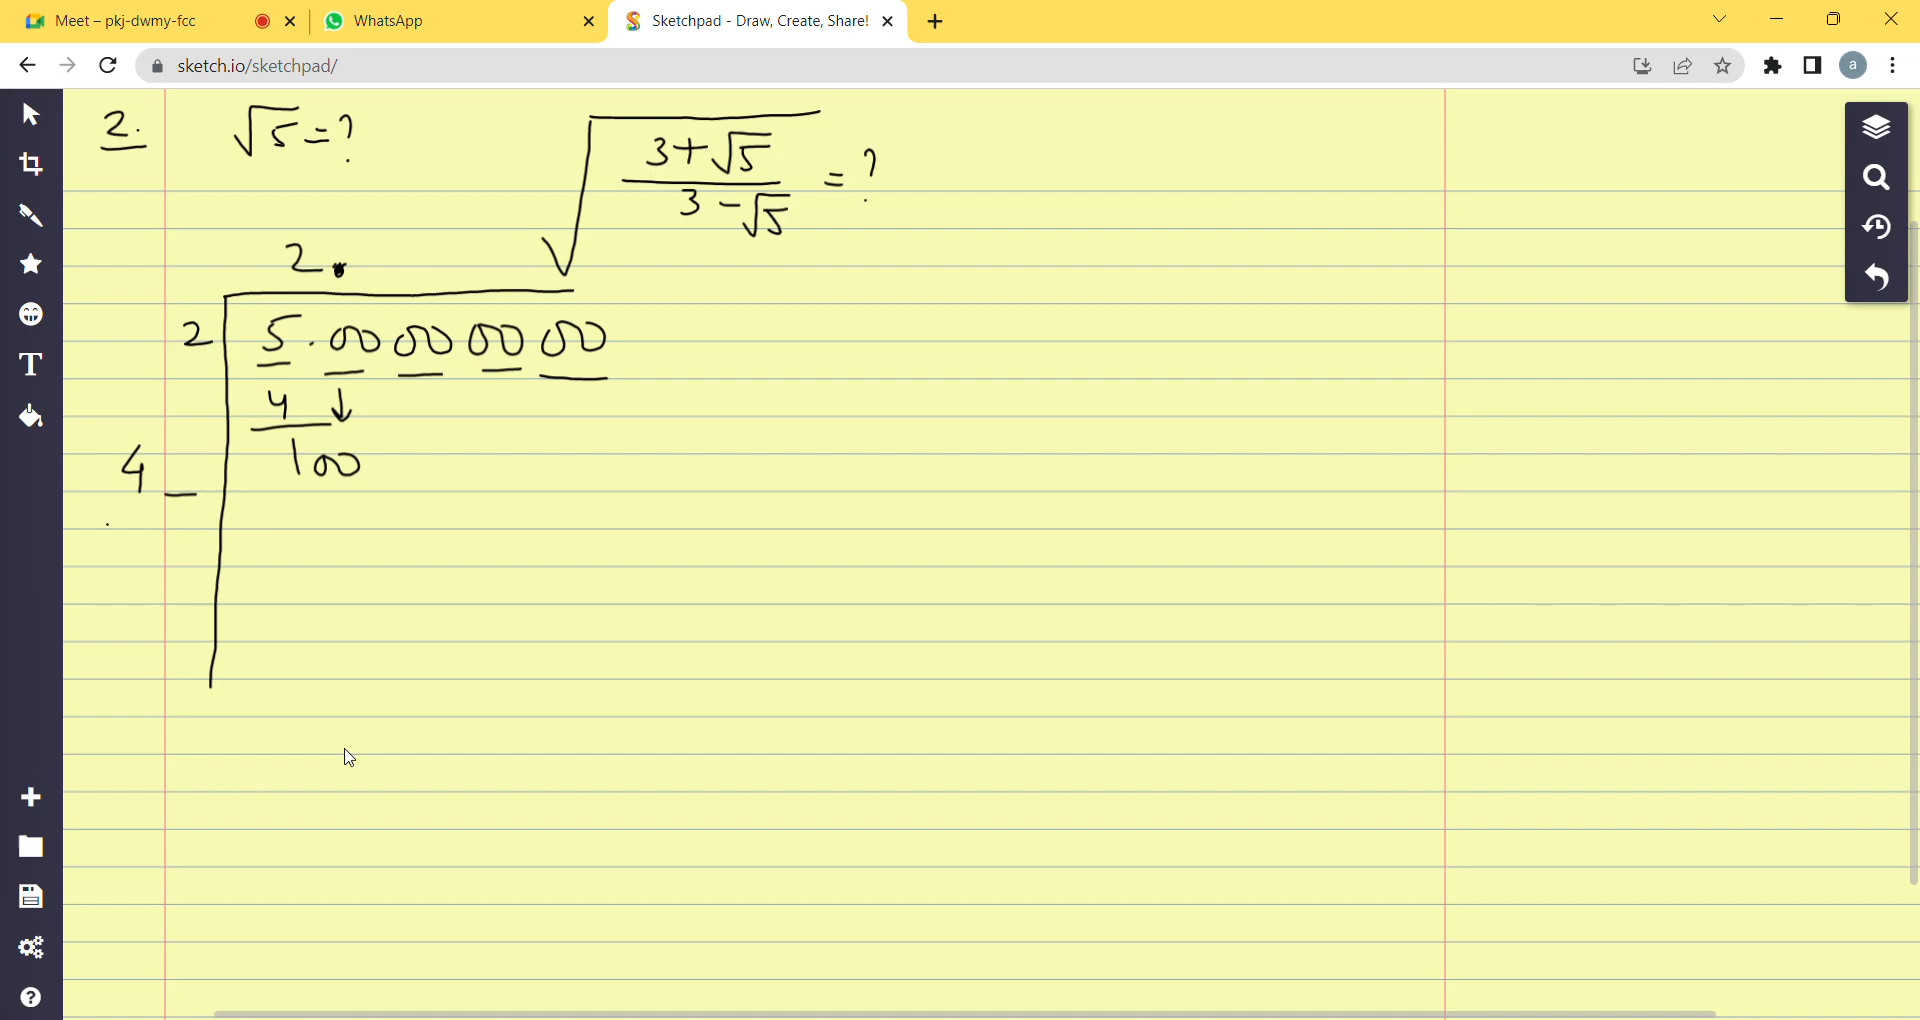 Meet – pkj-dwmy-fcc
WhatsApp
Sketchpad - Draw, Create, Share!
sketch.io/sketchpad/
a
T
2. √5 = ?
√((3+√5)/(3-√5)) = ?
2.
2 5.00 00 00 00
4 ↓
4 _ 100